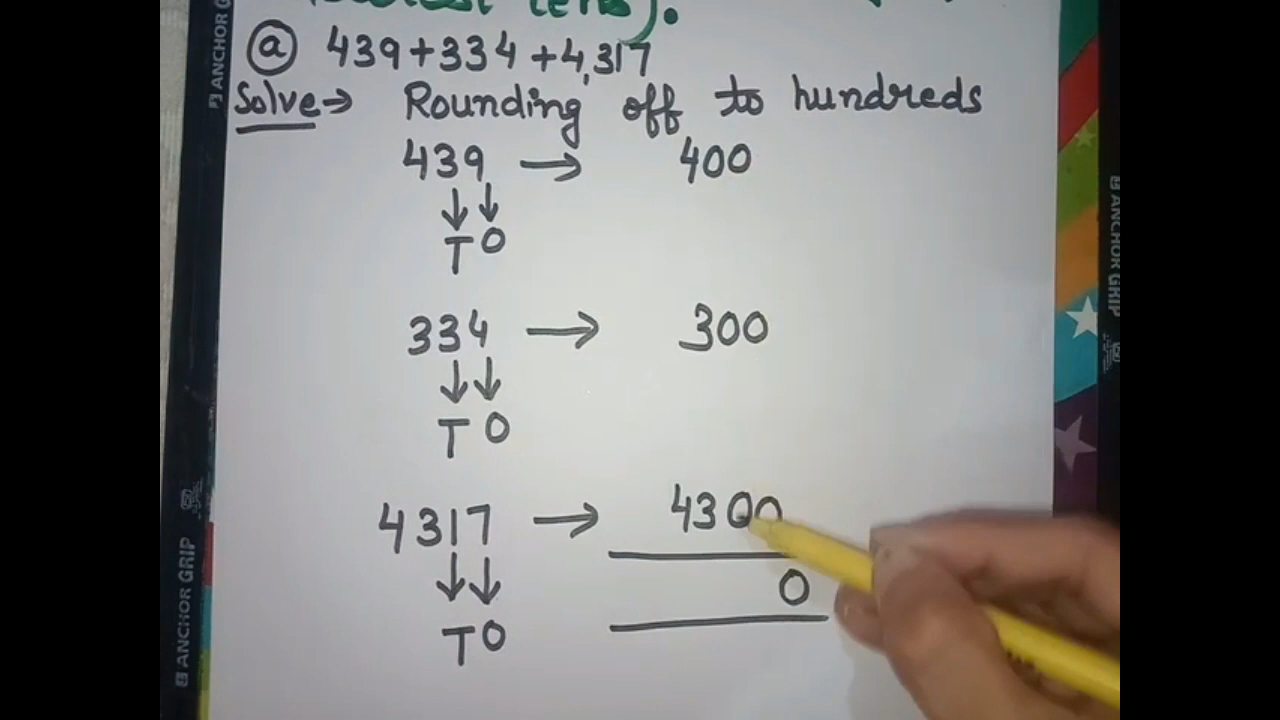 ⓐ 439+334+4,317
Solve→ Rounding off to hundreds
439 → 400
↓ ↓
T O
334 → 300
↓ ↓
T O
4317 → 4300
↓ ↓
T O
0
ANCHOR GRIP
ANCHOR GRIP
ANCHOR GRIP